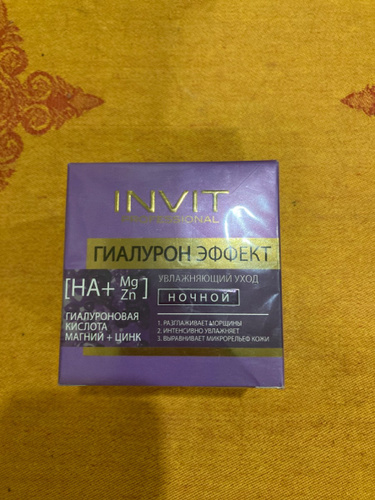 INVIT
PROFESSIONAL
ГИАЛУРОН ЭФФЕКТ
[HA+ Mg Zn]
УВЛАЖНЯЮЩИЙ УХОД
НОЧНОЙ
ГИАЛУРОНОВАЯ
КИСЛОТА
МАГНИЙ + ЦИНК
1. РАЗГЛАЖИВАЕТ МОРЩИНЫ
2. ИНТЕНСИВНО УВЛАЖНЯЕТ
3. ВЫРАВНИВАЕТ МИКРОРЕЛЬЕФ КОЖИ